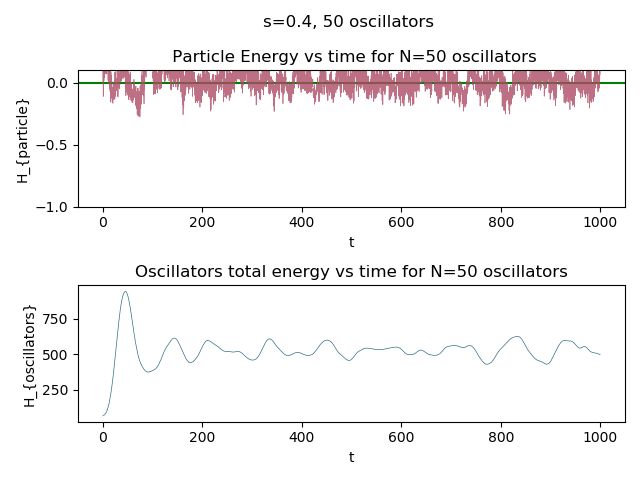 s=0.4, 50 oscillators
Particle Energy vs time for N=50 oscillators
H_{particle}
0.0
−0.5
−1.0
0 200 400 600 800 1000
t
Oscillators total energy vs time for N=50 oscillators
H_{oscillators}
750
500
250
0 200 400 600 800 1000
t